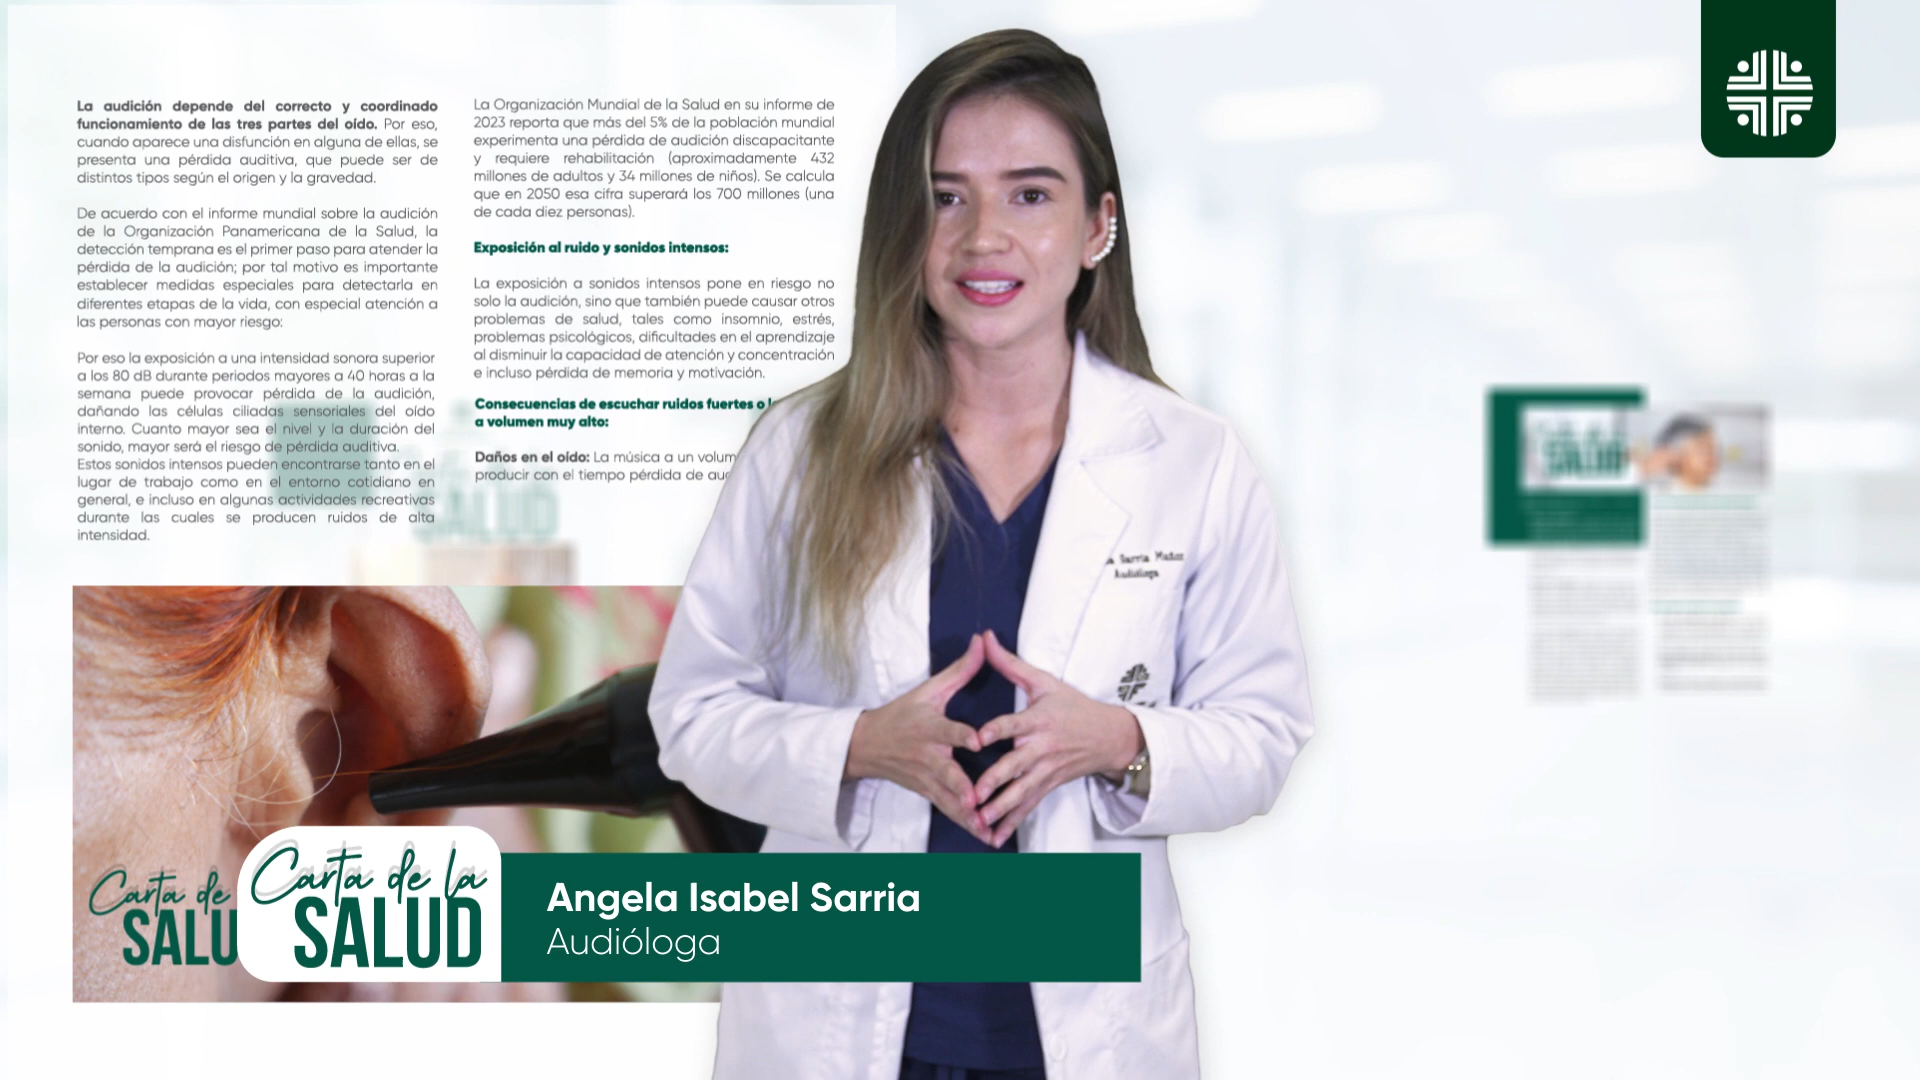 La audición depende del correcto y coordinado
funcionamiento de las tres partes del oído. Por eso,
cuando aparece una disfunción en alguna de ellas, se
presenta una pérdida auditiva, que puede ser de
distintos tipos según el origen y la gravedad.
De acuerdo con el informe mundial sobre la audición
de la Organización Panamericana de la Salud, la
detección temprana es el primer paso para atender la
pérdida de la audición; por tal motivo es importante
establecer medidas especiales para detectarla en
diferentes etapas de la vida, con especial atención a
las personas con mayor riesgo:
Por eso la exposición a una intensidad sonora superior
a los 80 dB durante periodos mayores a 40 horas a la
semana puede provocar pérdida de la audición,
dañando las células ciliadas sensoriales del oído
interno. Cuanto mayor sea el nivel y la duración del
sonido, mayor será el riesgo de pérdida auditiva.
Estos sonidos intensos pueden encontrarse tanto en el
lugar de trabajo como en el entorno cotidiano en
general, e incluso en algunas actividades recreativas
durante las cuales se producen ruidos de alta
intensidad.
La Organización Mundial de la Salud en su informe de
2023 reporta que más del 5% de la población mundial
experimenta una pérdida de audición discapacitante
y requiere rehabilitación (aproximadamente 432
millones de adultos y 34 millones de niños). Se calcula
que en 2050 esa cifra superará los 700 millones (una
de cada diez personas).
Exposición al ruido y sonidos intensos:
La exposición a sonidos intensos pone en riesgo no
solo la audición, sino que también puede causar otros
problemas de salud, tales como insomnio, estrés,
problemas psicológicos, dificultades en el aprendizaje
al disminuir la capacidad de atención y concentración
e incluso pérdida de memoria y motivación.
Consecuencias de escuchar ruidos fuertes o
a volumen muy alto:
Daños en el oído: La música a un volum
producir con el tiempo pérdida de
Sarria Muñoz
Audióloga
SALUD
Carta de
SALU
Carta de la
SALUD
Angela Isabel Sarria
Audióloga